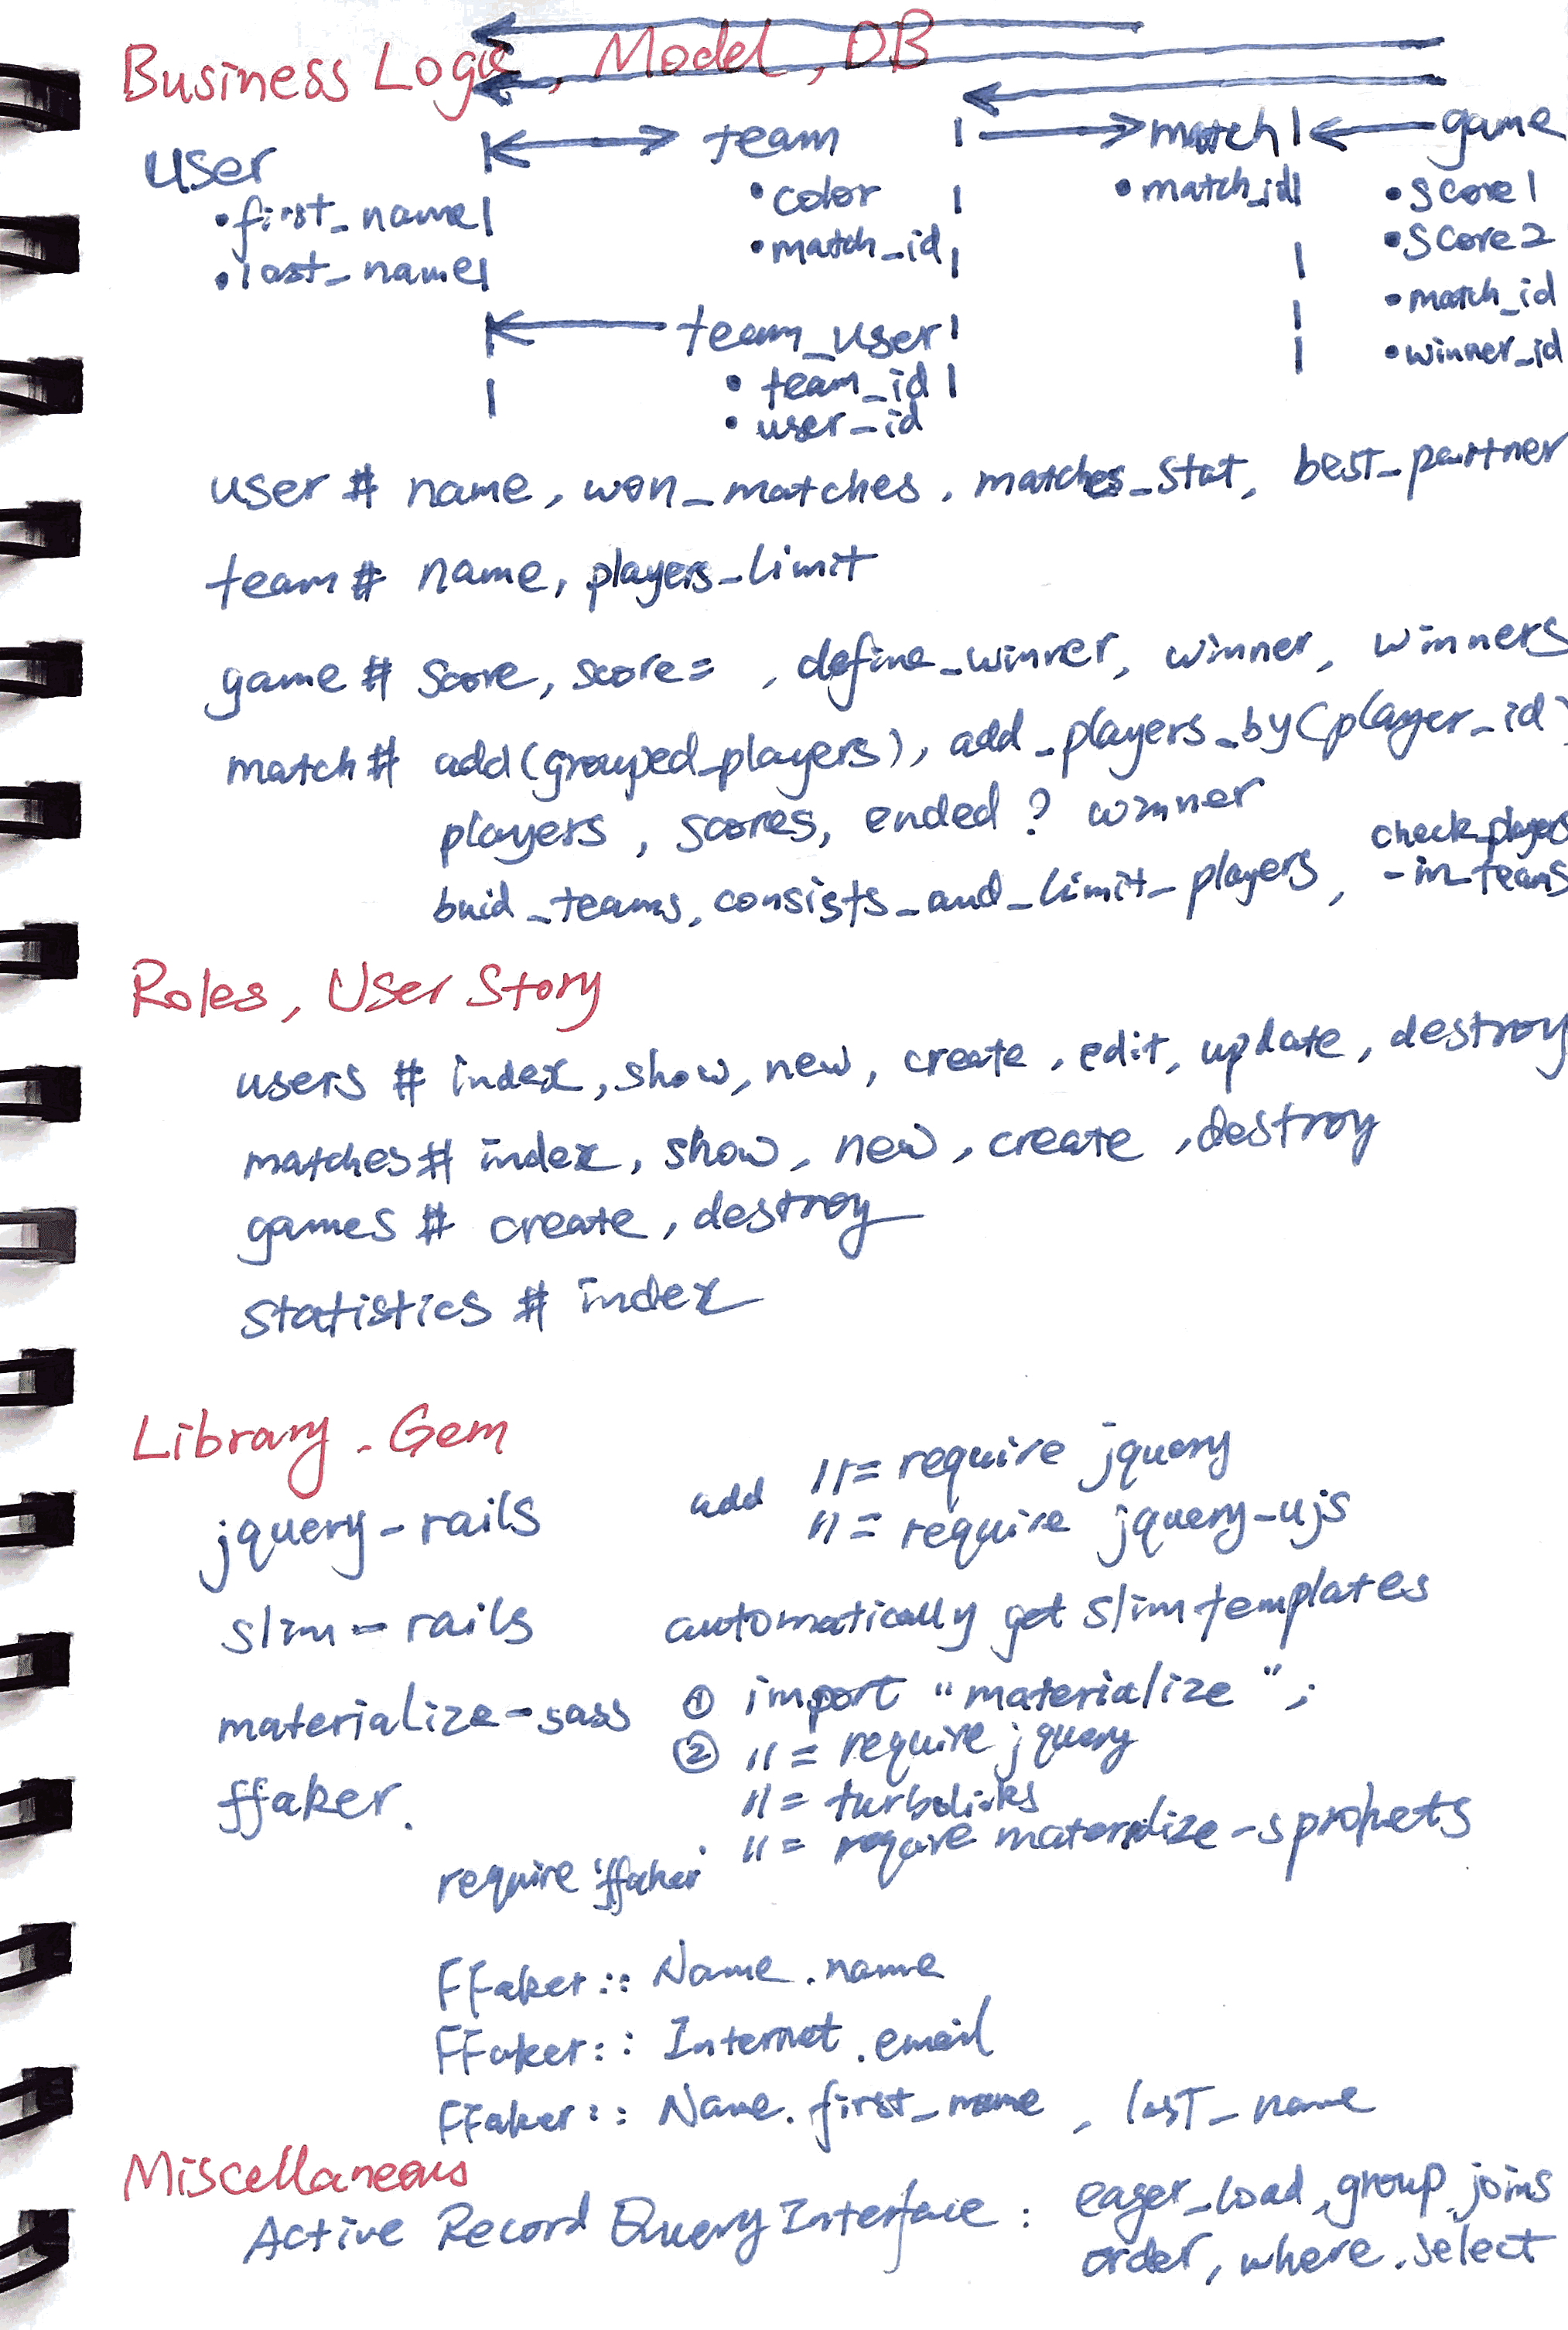 Business Logic, Model, DB
user team match game
• first_name • color • match_id • score1
• last_name • match_id • score2
• match_id
team_user • winner_id
• team_id
• user_id
user # name, won_matches, matches_stat, best_partner
team # name, players_limit
game # score, score= , define_winner, winner, winners
match # add(grouped_players), add_players_by(player_id)
players, scores, ended? winner
buid_teams, consists_and_limit_players, check_players
-in_teams
Roles, User Story
users # index, show, new, create, edit, update, destroy
matches # index, show, new, create, destroy
games # create, destroy
statistics # index
Library - Gem
jquery-rails add //= require jquery
//= require jquery-ujs
slim-rails automatically get slim templates
materialize-sass ① import "materialize";
② //= require jquery
ffaker. //= turbolinks
//= require materialize-sprokets
require 'ffaker'
FFaker:: Name.name
FFaker:: Internet.email
FFaker:: Name.first_name, last_name
Miscellaneous
Active Record Query Interface: eager_load, group, joins
order, where, select